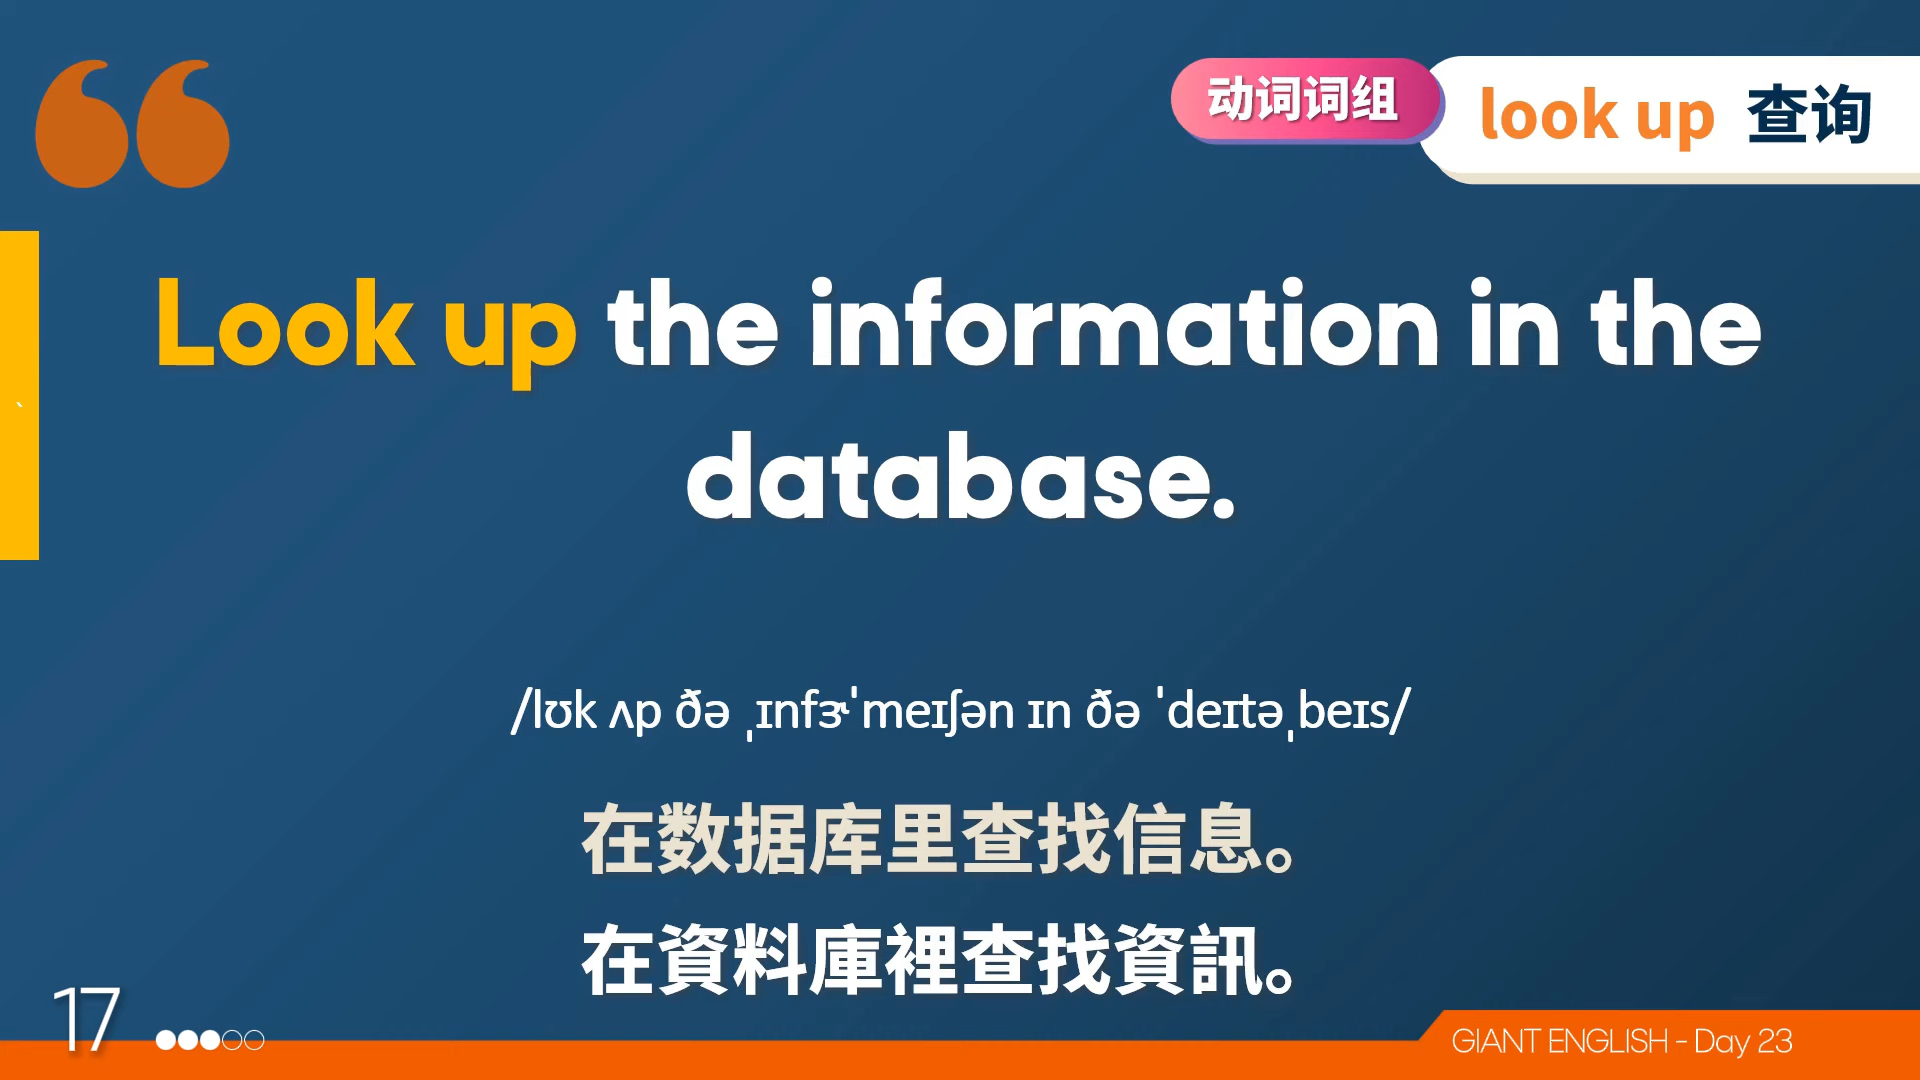 动词词组
look up 查询
Look up the information in the
database.
/lʊk ʌp ðə ˌɪnfɝˈmeɪʃən ɪn ðə ˈdeɪtəˌbeɪs/
在数据库里查找信息。
在資料庫裡查找資訊。
17
GIANT ENGLISH - Day 23